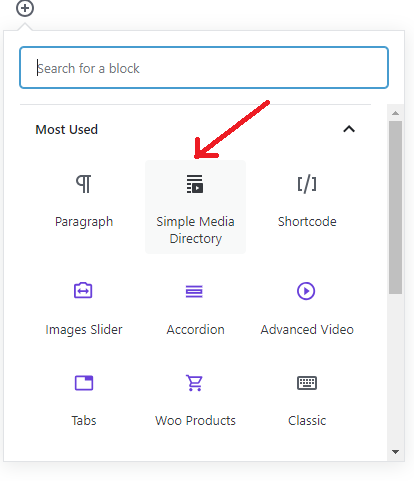 Search for a block
Most Used
Paragraph
Simple Media
Directory
Shortcode
Images Slider
Accordion
Advanced Video
Tabs
Woo Products
Classic